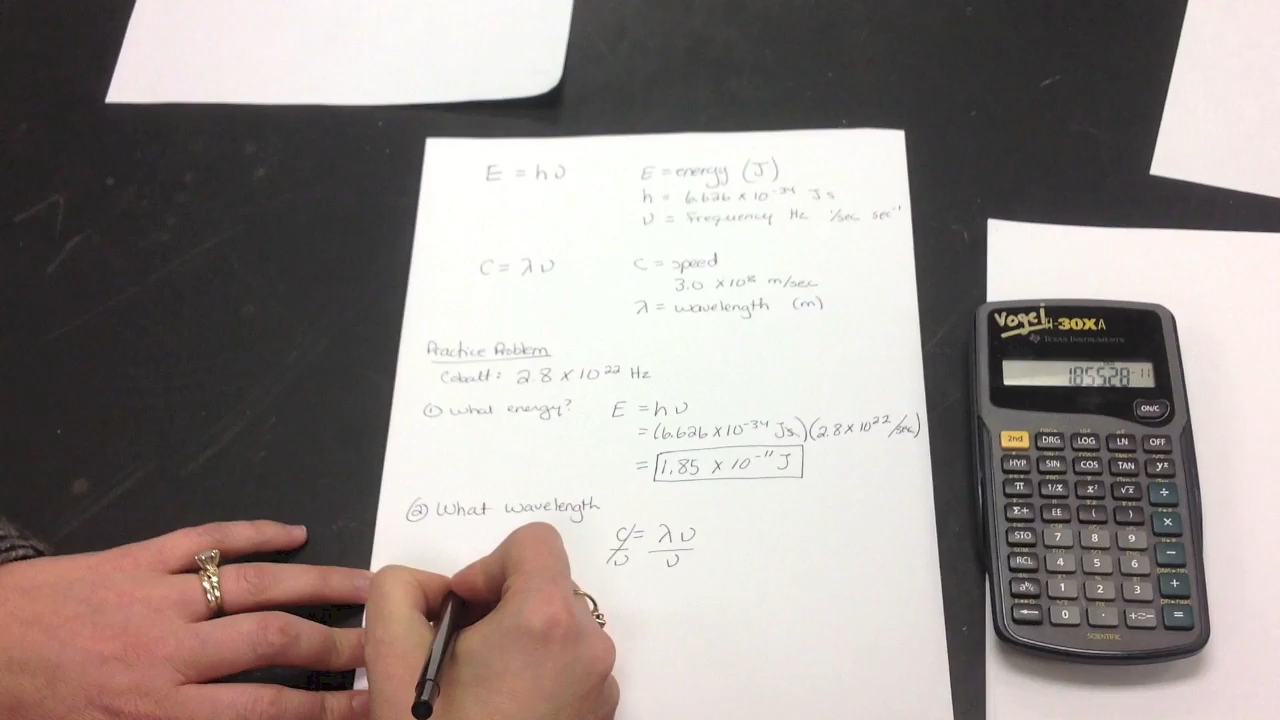 E = hν
E = energy (J)
h = 6.626 x 10⁻³⁴ Js
ν = Frequency Hz 1/sec sec⁻¹
C = λν
C = speed
3.0 x 10⁸ m/sec
λ = wavelength (m)
Practice Problem
Cobalt: 2.8 x 10²² Hz
① What energy?
E = hν
= (6.626 x 10⁻³⁴ Js)(2.8 x 10²²/sec)
= 1.85 x 10⁻¹¹ J
② What wavelength
C = λν
ν ν
Vogel
TI-30XA
TEXAS INSTRUMENTS
1.85528⁻¹¹
ON/C
2nd DRG LOG LN OFF
HYP SIN COS TAN yˣ
π 1/x x² √x ÷
Σ+ EE ( ) ×
STO 7 8 9 −
RCL 4 5 6 +
a b/c 1 2 3
← 0 . +⇄− =
SCIENTIFIC